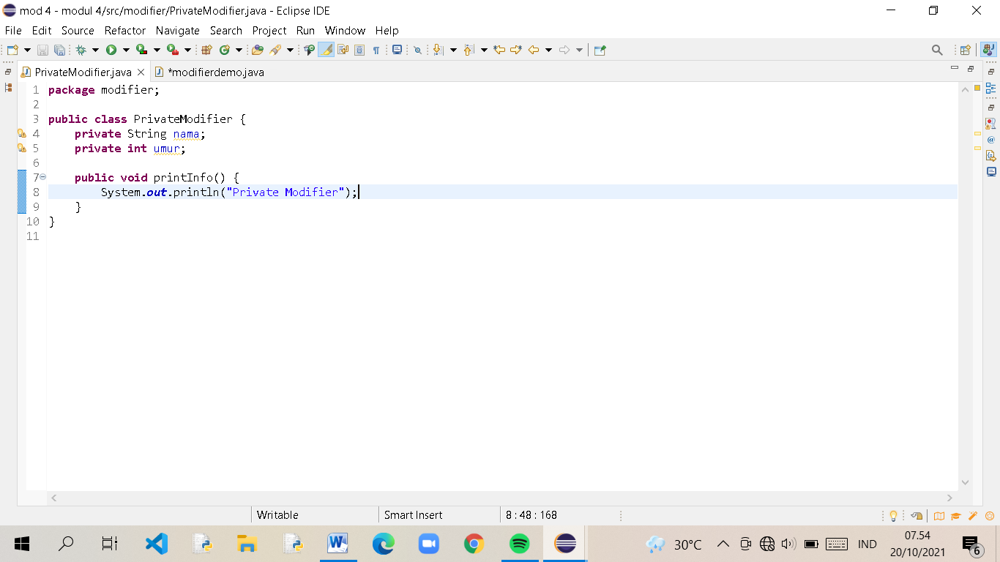 mod 4 - modul 4/src/modifier/PrivateModifier.java - Eclipse IDE
File Edit Source Refactor Navigate Search Project Run Window Help
PrivateModifier.java *modifierdemo.java
1 package modifier;
2
3 public class PrivateModifier {
4 private String nama;
5 private int umur;
6
7 public void printInfo() {
8 System.out.println("Private Modifier");
9 }
10 }
11
Writable Smart Insert 8 : 48 : 168
30°C IND 07.54
20/10/2021 6